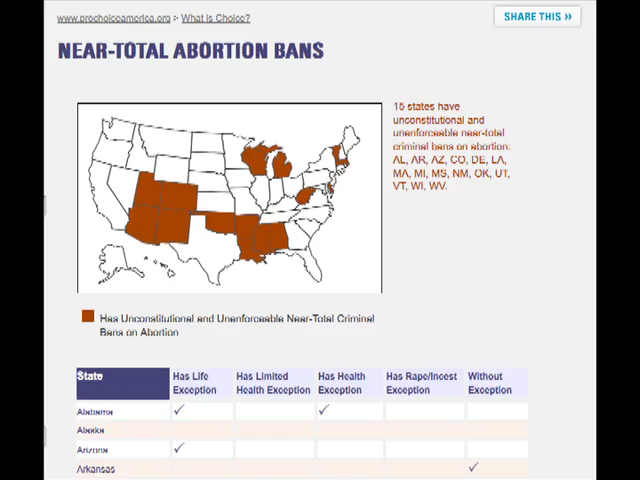 www.prochoiceamerica.org > What is Choice?
SHARE THIS »
NEAR-TOTAL ABORTION BANS
15 states have
unconstitutional and
unenforceable near-total
criminal bans on abortion:
AL, AR, AZ, CO, DE, LA,
MA, MI, MS, NM, OK, UT,
VT, WI, WV.
Has Unconstitutional and Unenforceable Near-Total Criminal
Bans on Abortion
State Has Life Has Limited Has Health Has Rape/Incest Without
Exception Health Exception Exception Exception Exception
Alabama ✓ ✓
Alaska
Arizona ✓
Arkansas ✓